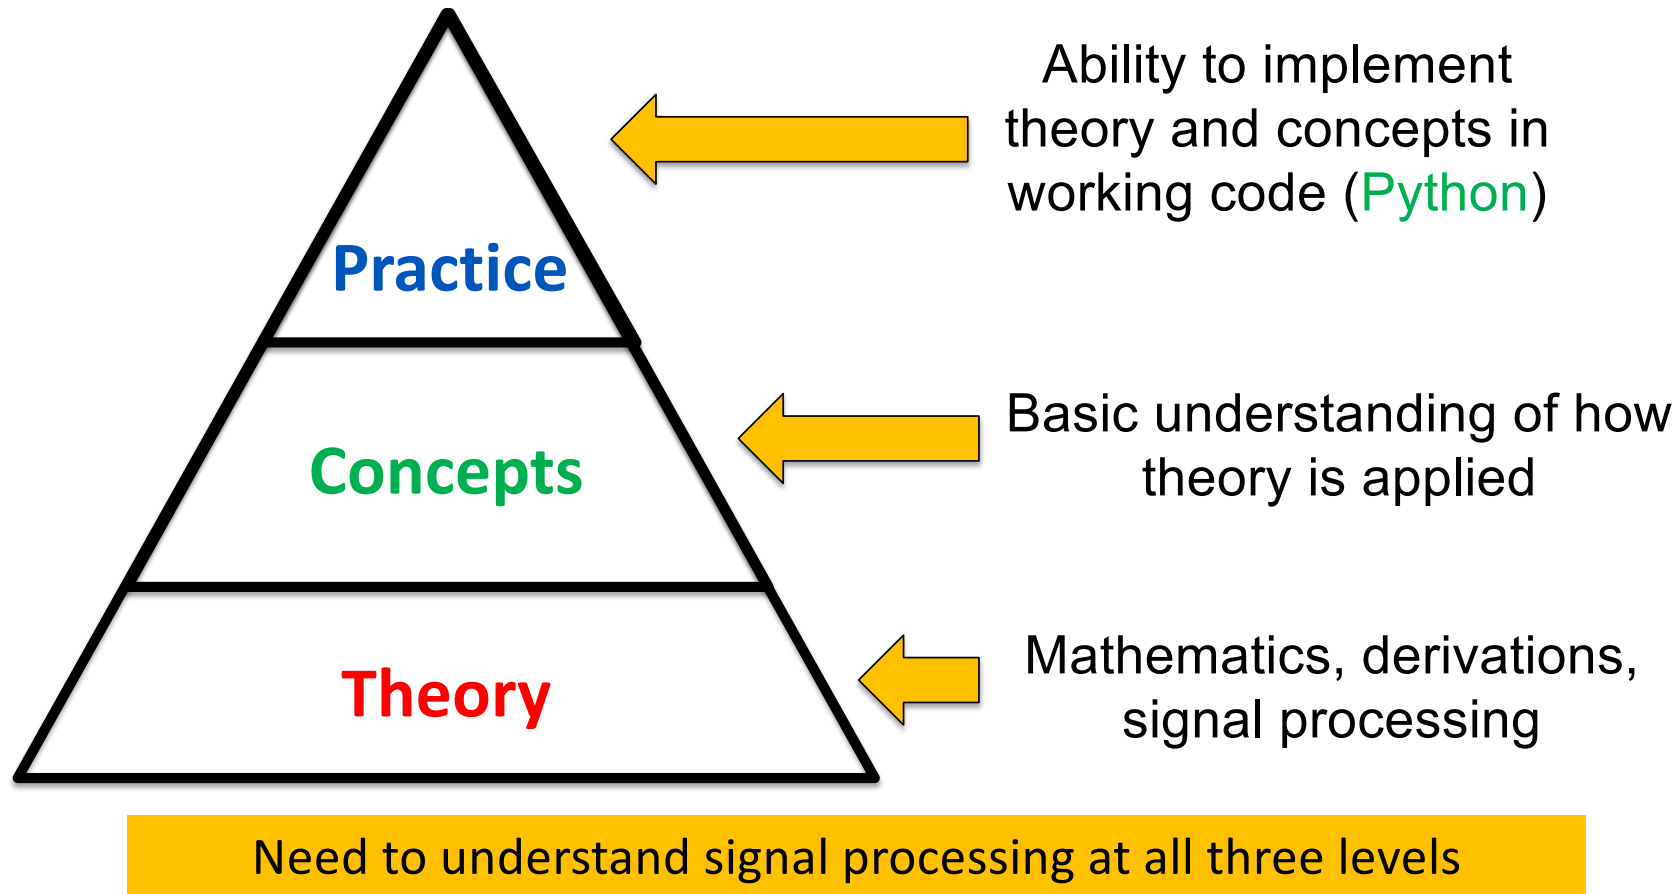 Ability to implement
theory and concepts in
working code (Python)
Practice
Basic understanding of how
theory is applied
Concepts
Mathematics, derivations,
signal processing
Theory
Need to understand signal processing at all three levels